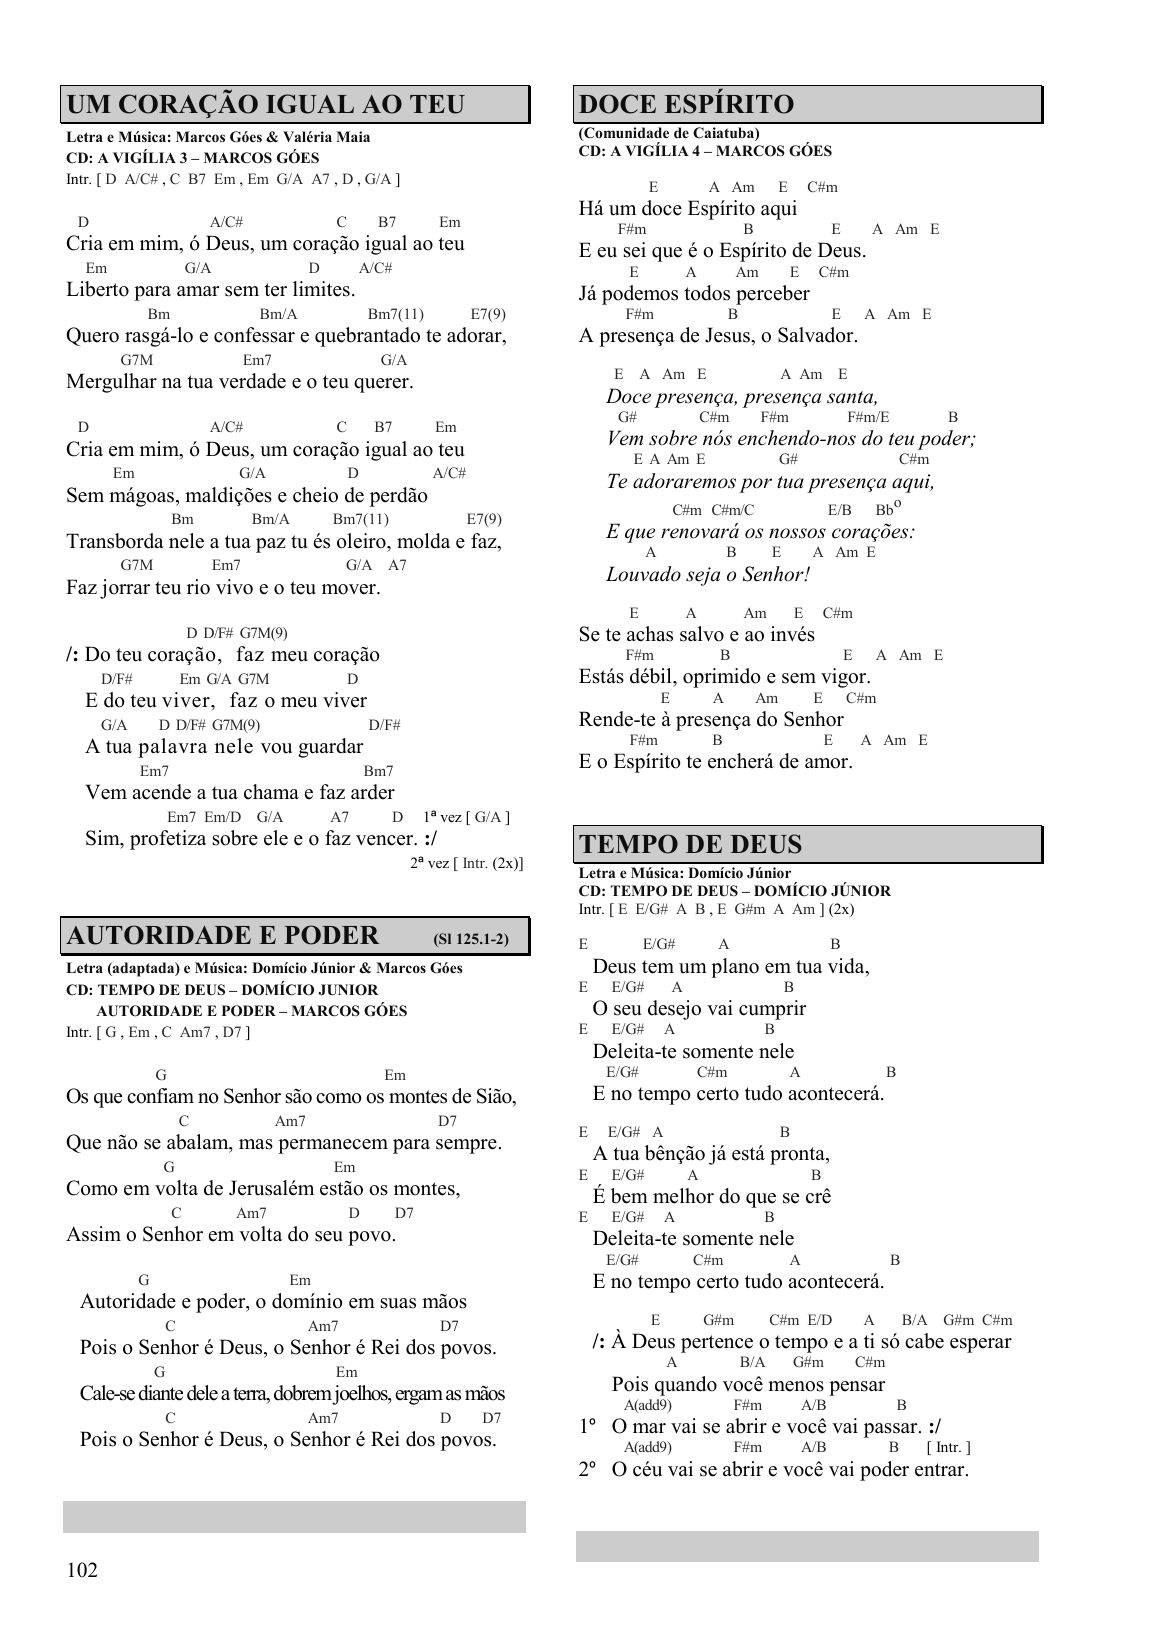 UM CORAÇÃO IGUAL AO TEU
Letra e Música: Marcos Góes & Valéria Maia
CD: A VIGÍLIA 3 – MARCOS GÓES
Intr. [ D A/C# , C B7 Em , Em G/A A7 , D , G/A ]
D A/C# C B7 Em
Cria em mim, ó Deus, um coração igual ao teu
Em G/A D A/C#
Liberto para amar sem ter limites.
Bm Bm/A Bm7(11) E7(9)
Quero rasgá-lo e confessar e quebrantado te adorar,
G7M Em7 G/A
Mergulhar na tua verdade e o teu querer.
D A/C# C B7 Em
Cria em mim, ó Deus, um coração igual ao teu
Em G/A D A/C#
Sem mágoas, maldições e cheio de perdão
Bm Bm/A Bm7(11) E7(9)
Transborda nele a tua paz tu és oleiro, molda e faz,
G7M Em7 G/A A7
Faz jorrar teu rio vivo e o teu mover.
D D/F# G7M(9)
/: Do teu coração, faz meu coração
D/F# Em G/A G7M D
E do teu viver, faz o meu viver
G/A D D/F# G7M(9) D/F#
A tua palavra nele vou guardar
Em7 Bm7
Vem acende a tua chama e faz arder
Em7 Em/D G/A A7 D 1ª vez [ G/A ]
Sim, profetiza sobre ele e o faz vencer. :/
2ª vez [ Intr. (2x)]
AUTORIDADE E PODER (Sl 125.1-2)
Letra (adaptada) e Música: Domício Júnior & Marcos Góes
CD: TEMPO DE DEUS – DOMÍCIO JUNIOR
AUTORIDADE E PODER – MARCOS GÓES
Intr. [ G , Em , C Am7 , D7 ]
G Em
Os que confiam no Senhor são como os montes de Sião,
C Am7 D7
Que não se abalam, mas permanecem para sempre.
G Em
Como em volta de Jerusalém estão os montes,
C Am7 D D7
Assim o Senhor em volta do seu povo.
G Em
Autoridade e poder, o domínio em suas mãos
C Am7 D7
Pois o Senhor é Deus, o Senhor é Rei dos povos.
G Em
Cale-se diante dele a terra, dobrem joelhos, ergam as mãos
C Am7 D D7
Pois o Senhor é Deus, o Senhor é Rei dos povos.
102
DOCE ESPÍRITO
(Comunidade de Caiatuba)
CD: A VIGÍLIA 4 – MARCOS GÓES
E A Am E C#m
Há um doce Espírito aqui
F#m B E A Am E
E eu sei que é o Espírito de Deus.
E A Am E C#m
Já podemos todos perceber
F#m B E A Am E
A presença de Jesus, o Salvador.
E A Am E A Am E
Doce presença, presença santa,
G# C#m F#m F#m/E B
Vem sobre nós enchendo-nos do teu poder;
E A Am E G# C#m
Te adoraremos por tua presença aqui,
C#m C#m/C E/B Bbº
E que renovará os nossos corações:
A B E A Am E
Louvado seja o Senhor!
E A Am E C#m
Se te achas salvo e ao invés
F#m B E A Am E
Estás débil, oprimido e sem vigor.
E A Am E C#m
Rende-te à presença do Senhor
F#m B E A Am E
E o Espírito te encherá de amor.
TEMPO DE DEUS
Letra e Música: Domício Júnior
CD: TEMPO DE DEUS – DOMÍCIO JÚNIOR
Intr. [ E E/G# A B , E G#m A Am ] (2x)
E E/G# A B
Deus tem um plano em tua vida,
E E/G# A B
O seu desejo vai cumprir
E E/G# A B
Deleita-te somente nele
E/G# C#m A B
E no tempo certo tudo acontecerá.
E E/G# A B
A tua bênção já está pronta,
E E/G# A B
É bem melhor do que se crê
E E/G# A B
Deleita-te somente nele
E/G# C#m A B
E no tempo certo tudo acontecerá.
E G#m C#m E/D A B/A G#m C#m
/: À Deus pertence o tempo e a ti só cabe esperar
A B/A G#m C#m
Pois quando você menos pensar
A(add9) F#m A/B B
1º O mar vai se abrir e você vai passar. :/
A(add9) F#m A/B B [ Intr. ]
2º O céu vai se abrir e você vai poder entrar.